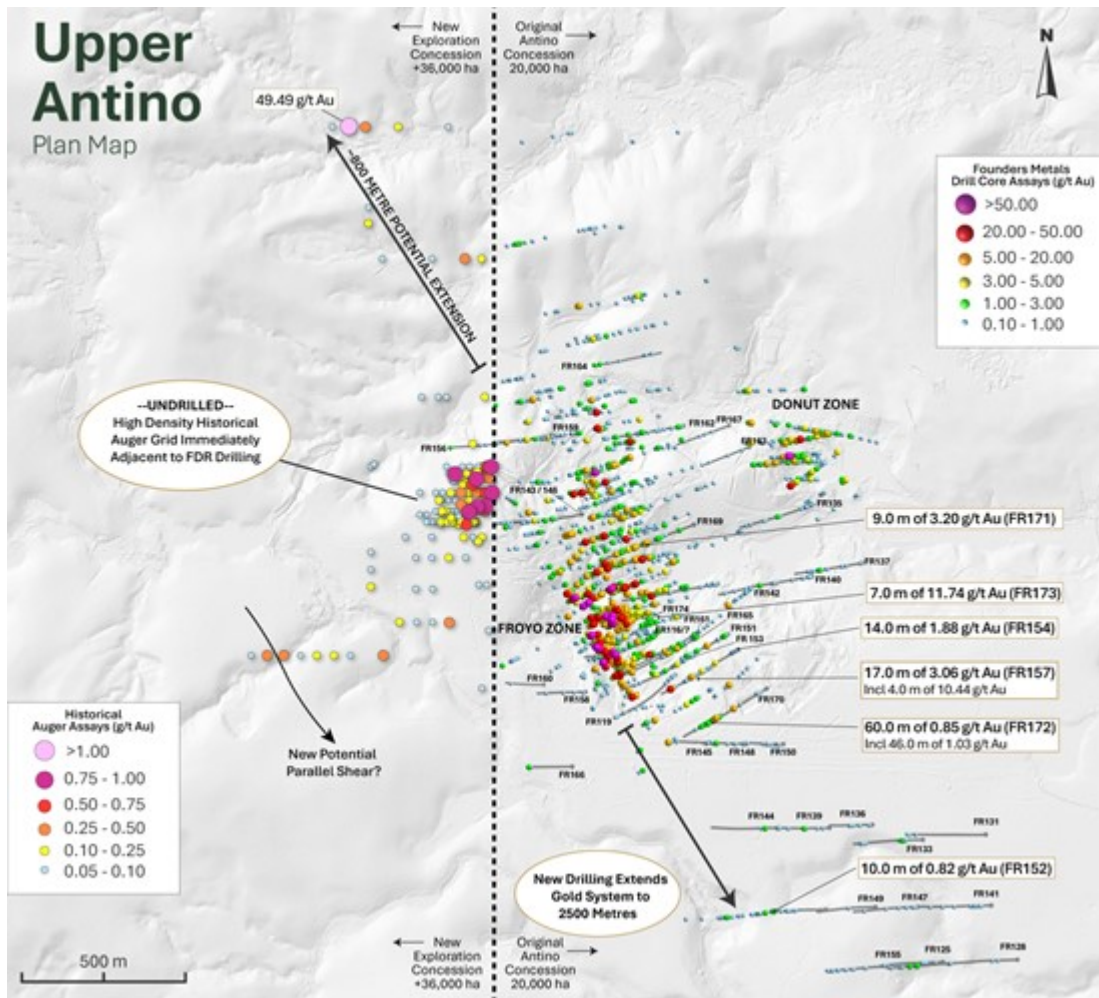 Upper
Antino
Plan Map
New
Exploration
Concession
+36,000 ha
Original
Antino
Concession
20,000 ha
N
49.49 g/t Au
~800 METRE POTENTIAL EXTENSION
Founders Metals
Drill Core Assays (g/t Au)
>50.00
20.00 - 50.00
5.00 - 20.00
3.00 - 5.00
1.00 - 3.00
0.10 - 1.00
--UNDRILLED--
High Density Historical
Auger Grid Immediately
Adjacent to FDR Drilling
FR164
DONUT ZONE
FR159
FR162
FR167
FR143 / 146
FR135
FR169
9.0 m of 3.20 g/t Au (FR171)
FR137
FR140
FR142
7.0 m of 11.74 g/t Au (FR173)
FR174
FR161
FR165
FR116/7
FR151
FR153
FROYO ZONE
14.0 m of 1.88 g/t Au (FR154)
17.0 m of 3.06 g/t Au (FR157)
Incl 4.0 m of 10.44 g/t Au
FR160
FR158
FR170
FR119
60.0 m of 0.85 g/t Au (FR172)
Incl 46.0 m of 1.03 g/t Au
FR145
FR148
FR150
FR166
New Potential
Parallel Shear?
Historical
Auger Assays (g/t Au)
>1.00
0.75 - 1.00
0.50 - 0.75
0.25 - 0.50
0.10 - 0.25
0.05 - 0.10
FR144
FR139
FR136
FR131
FR133
10.0 m of 0.82 g/t Au (FR152)
New Drilling Extends
Gold System to
2500 Metres
FR149
FR147
FR141
FR155
FR125
FR128
New
Exploration
Concession
+36,000 ha
Original
Antino
Concession
20,000 ha
500 m